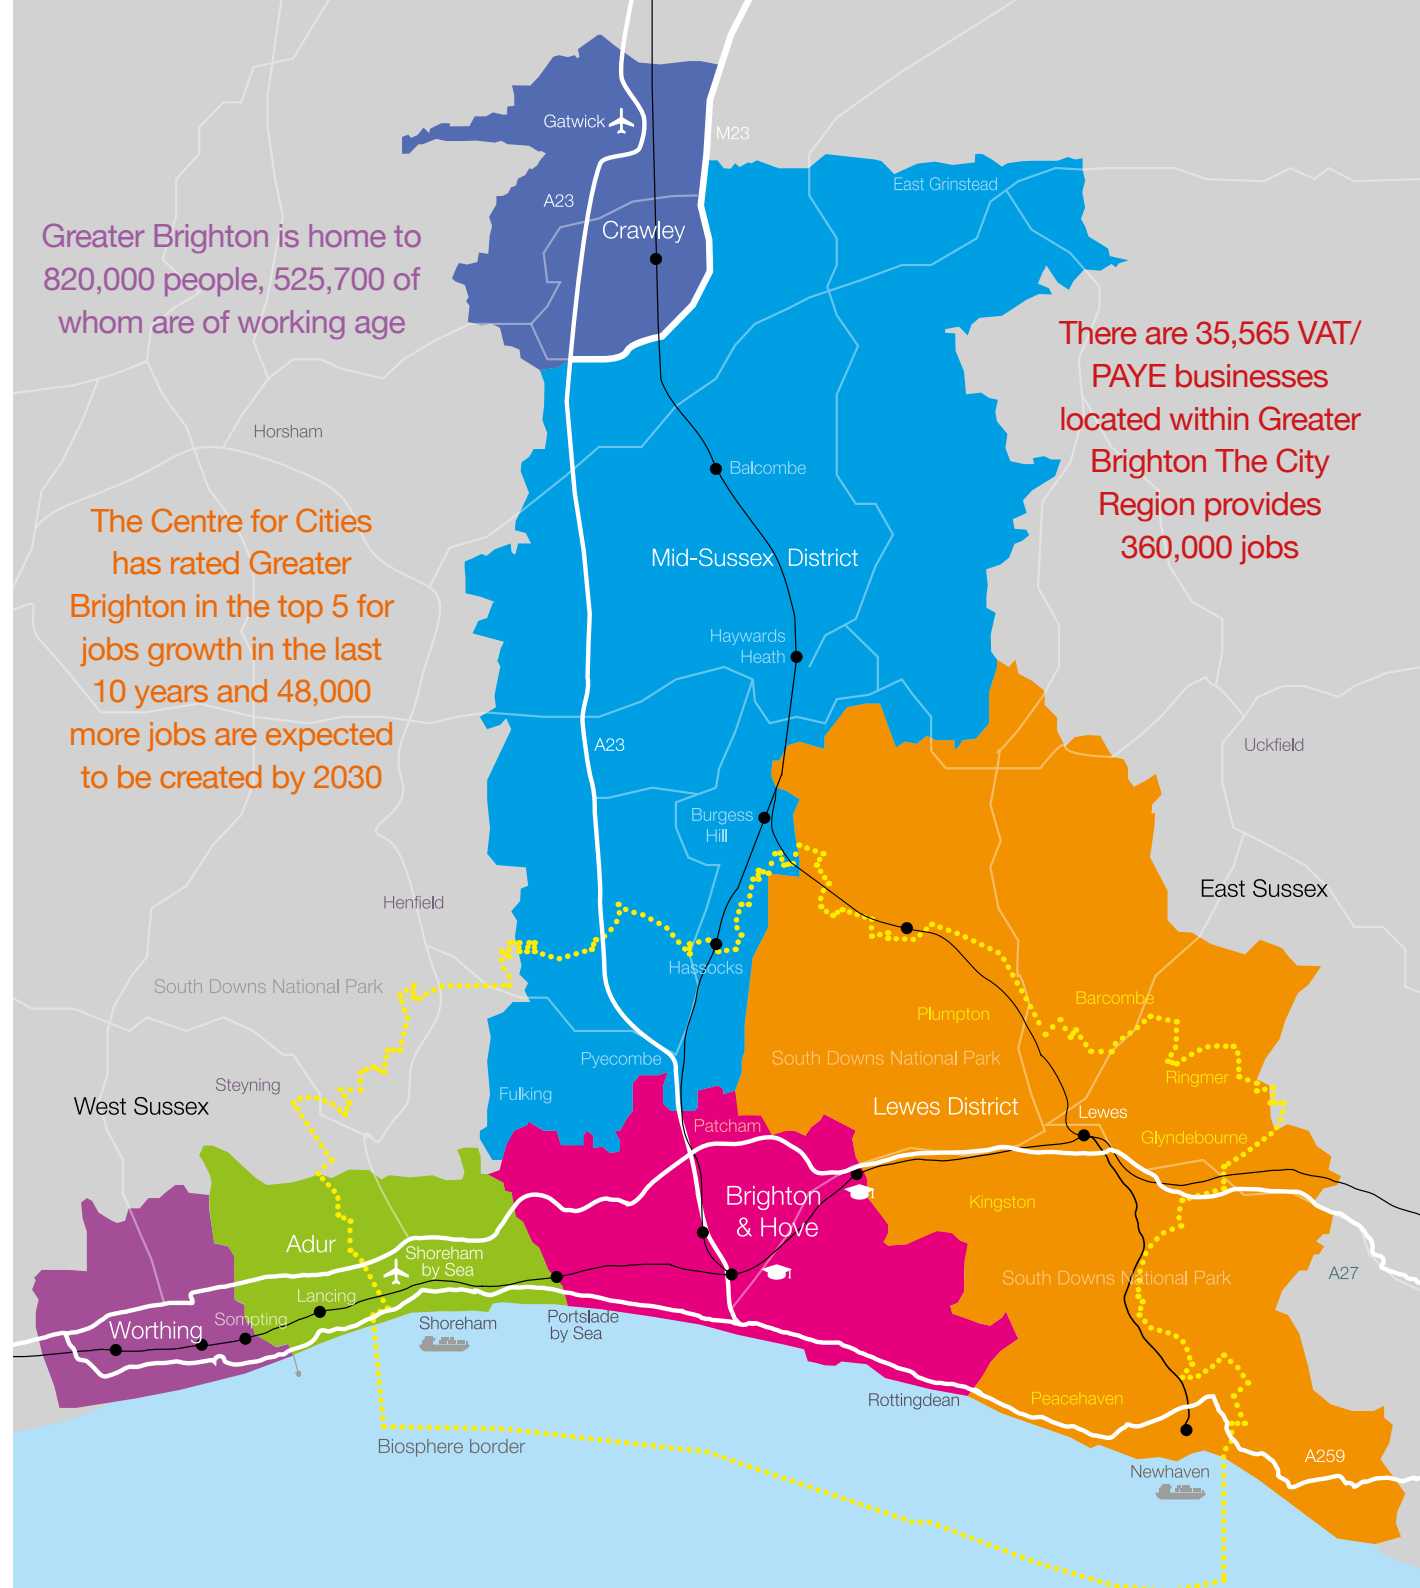 Gatwick
M23
East Grinstead
A23
Crawley
Greater Brighton is home to
820,000 people, 525,700 of
whom are of working age
There are 35,565 VAT/
PAYE businesses
located within Greater
Brighton The City
Region provides
360,000 jobs
Horsham
Balcombe
The Centre for Cities
has rated Greater
Brighton in the top 5 for
jobs growth in the last
10 years and 48,000
more jobs are expected
to be created by 2030
Mid-Sussex District
Haywards
Heath
A23
Uckfield
Burgess
Hill
East Sussex
Henfield
Hassocks
South Downs National Park
Barcombe
Plumpton
Pyecombe
South Downs National Park
Ringmer
Steyning
Fulking
West Sussex
Lewes District
Lewes
Patcham
Glyndebourne
Brighton
& Hove
Kingston
Adur
Shoreham
by Sea
South Downs National Park
A27
Lancing
Sompting
Worthing
Shoreham
Portslade
by Sea
Rottingdean
Peacehaven
Biosphere border
A259
Newhaven